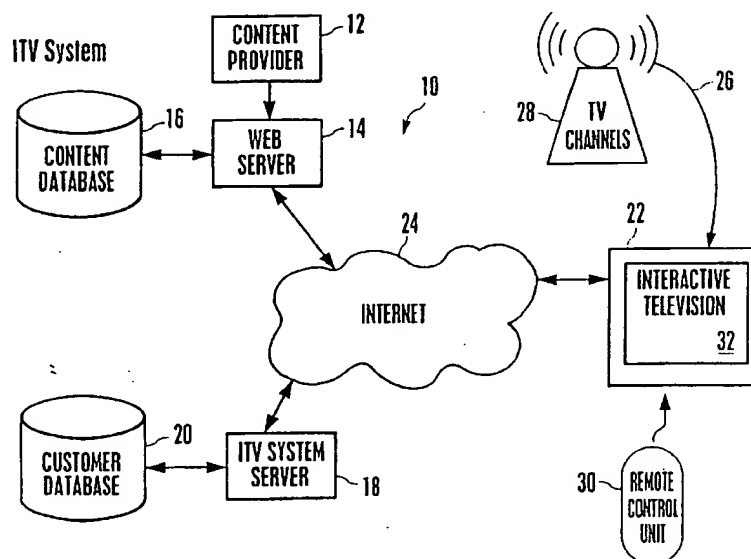 ITV System
CONTENT
PROVIDER
12
10
16
CONTENT
DATABASE
WEB
SERVER
14
28
TV
CHANNELS
26
24
INTERNET
22
INTERACTIVE
TELEVISION
32
20
CUSTOMER
DATABASE
ITV SYSTEM
SERVER
18
30
REMOTE
CONTROL
UNIT